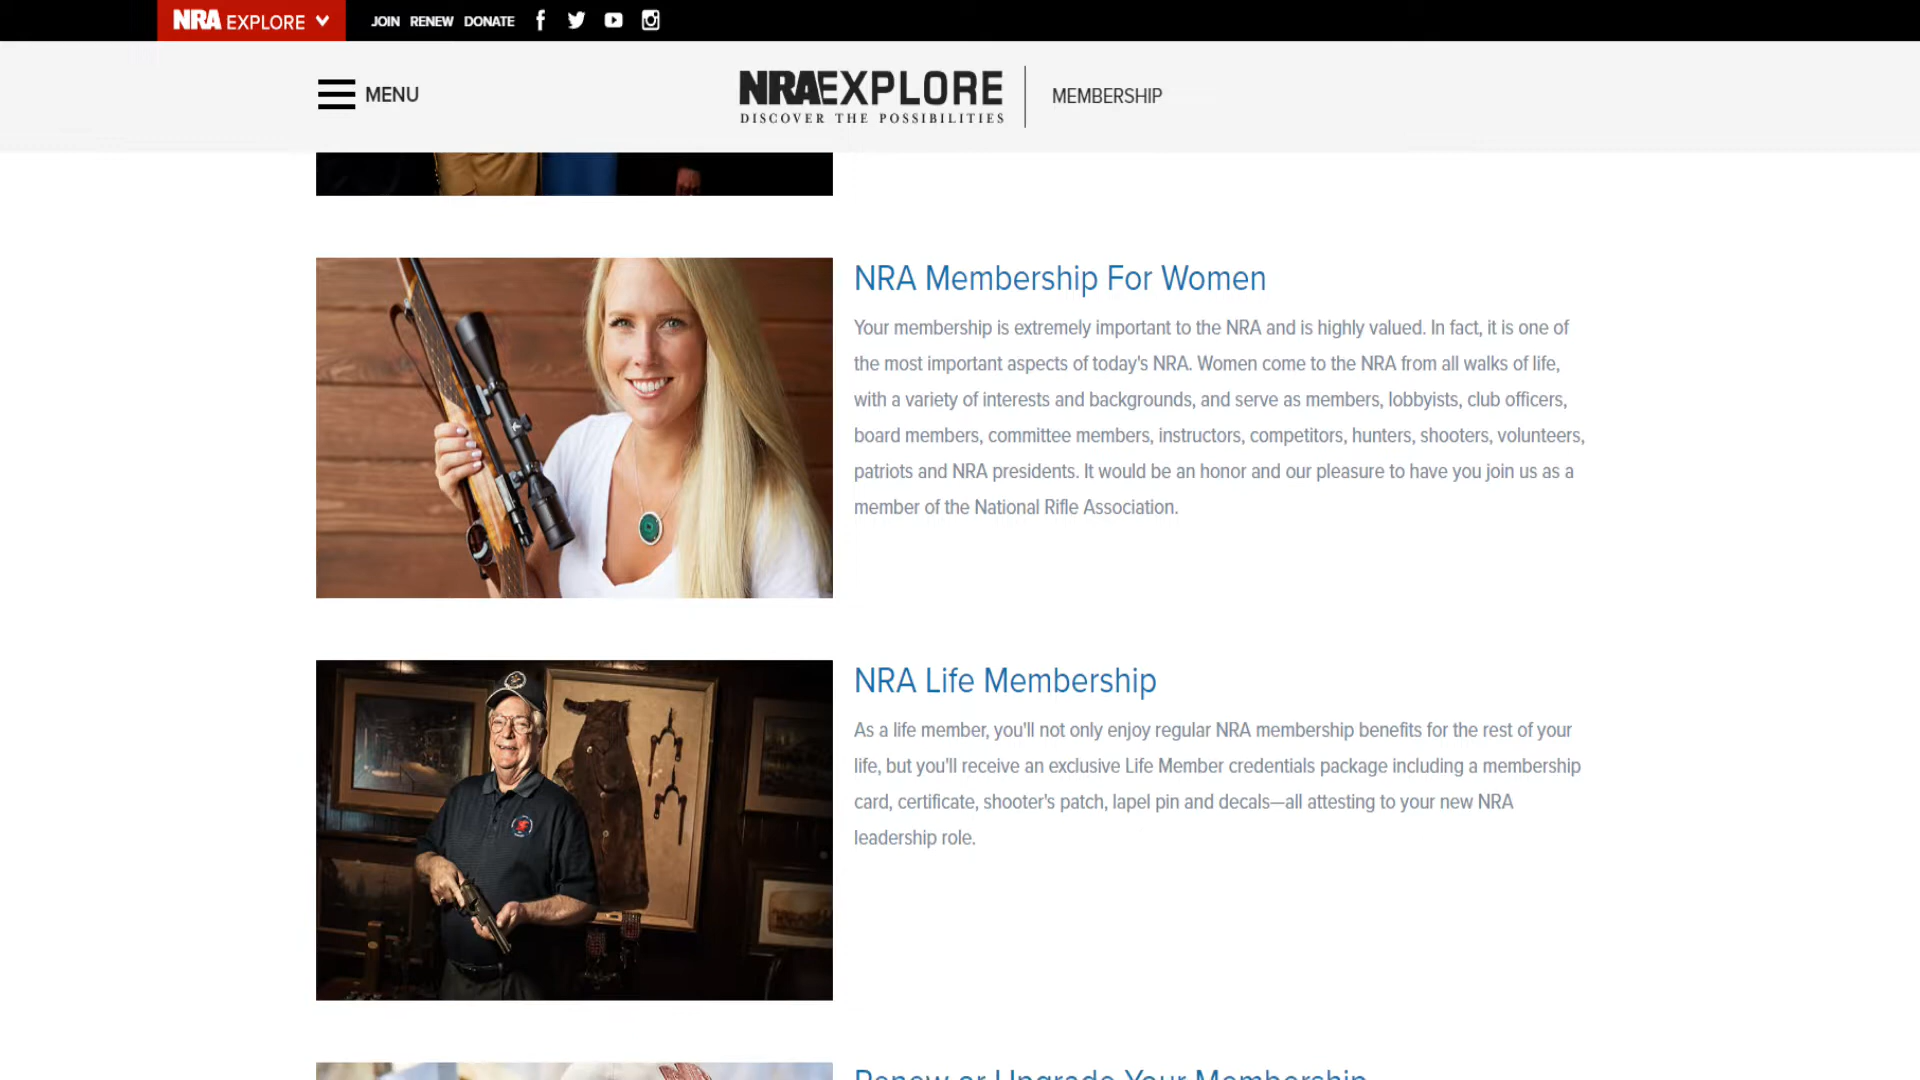 NRA EXPLORE JOIN RENEW DONATE
MENU
NRAEXPLORE
DISCOVER THE POSSIBILITIES
MEMBERSHIP
NRA Membership For Women
Your membership is extremely important to the NRA and is highly valued. In fact, it is one of
the most important aspects of today's NRA. Women come to the NRA from all walks of life,
with a variety of interests and backgrounds, and serve as members, lobbyists, club officers,
board members, committee members, instructors, competitors, hunters, shooters, volunteers,
patriots and NRA presidents. It would be an honor and our pleasure to have you join us as a
member of the National Rifle Association.
NRA Life Membership
As a life member, you'll not only enjoy regular NRA membership benefits for the rest of your
life, but you'll receive an exclusive Life Member credentials package including a membership
card, certificate, shooter's patch, lapel pin and decals—all attesting to your new NRA
leadership role.
Renew or Upgrade Your Membership